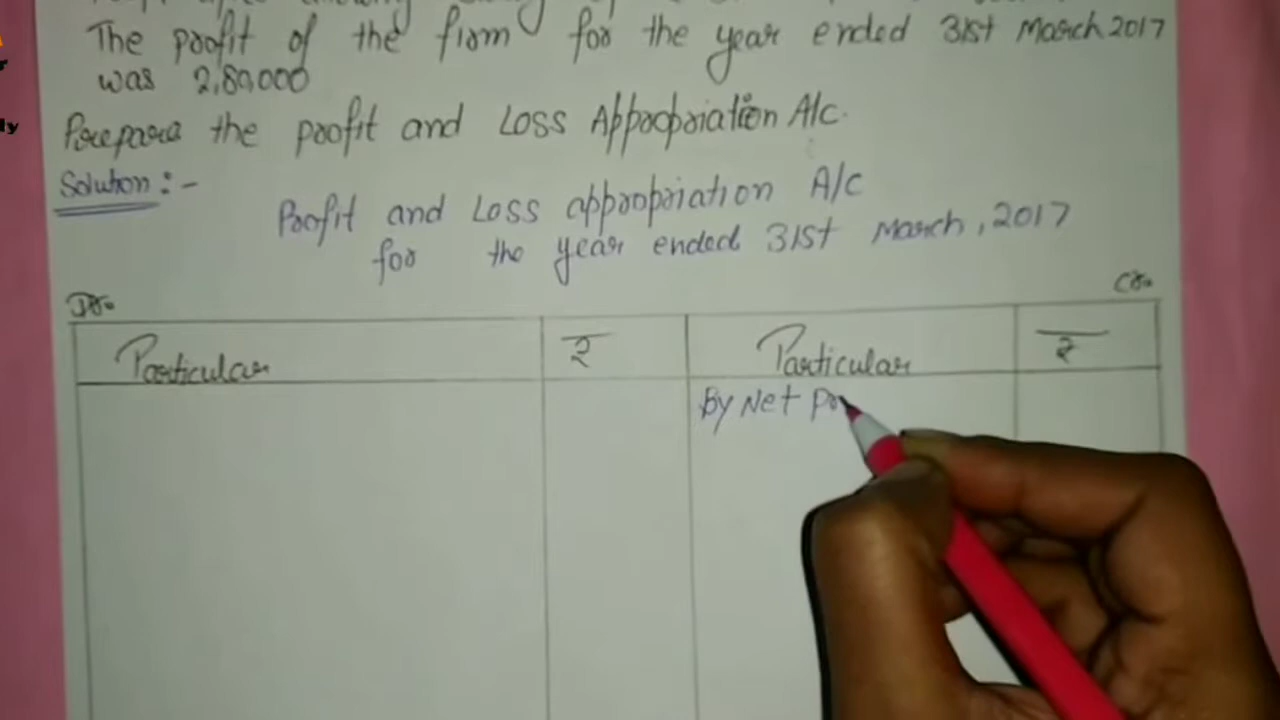 The profit of the firm for the year ended 31st March 2017
was 2,80,000
Prepare the profit and Loss Appropriation A/c.
Solution :-
Profit and Loss appropriation A/c
for the year ended 31st March, 2017
Dr. Cr.
Particular ₹ Particular ₹
By Net pr